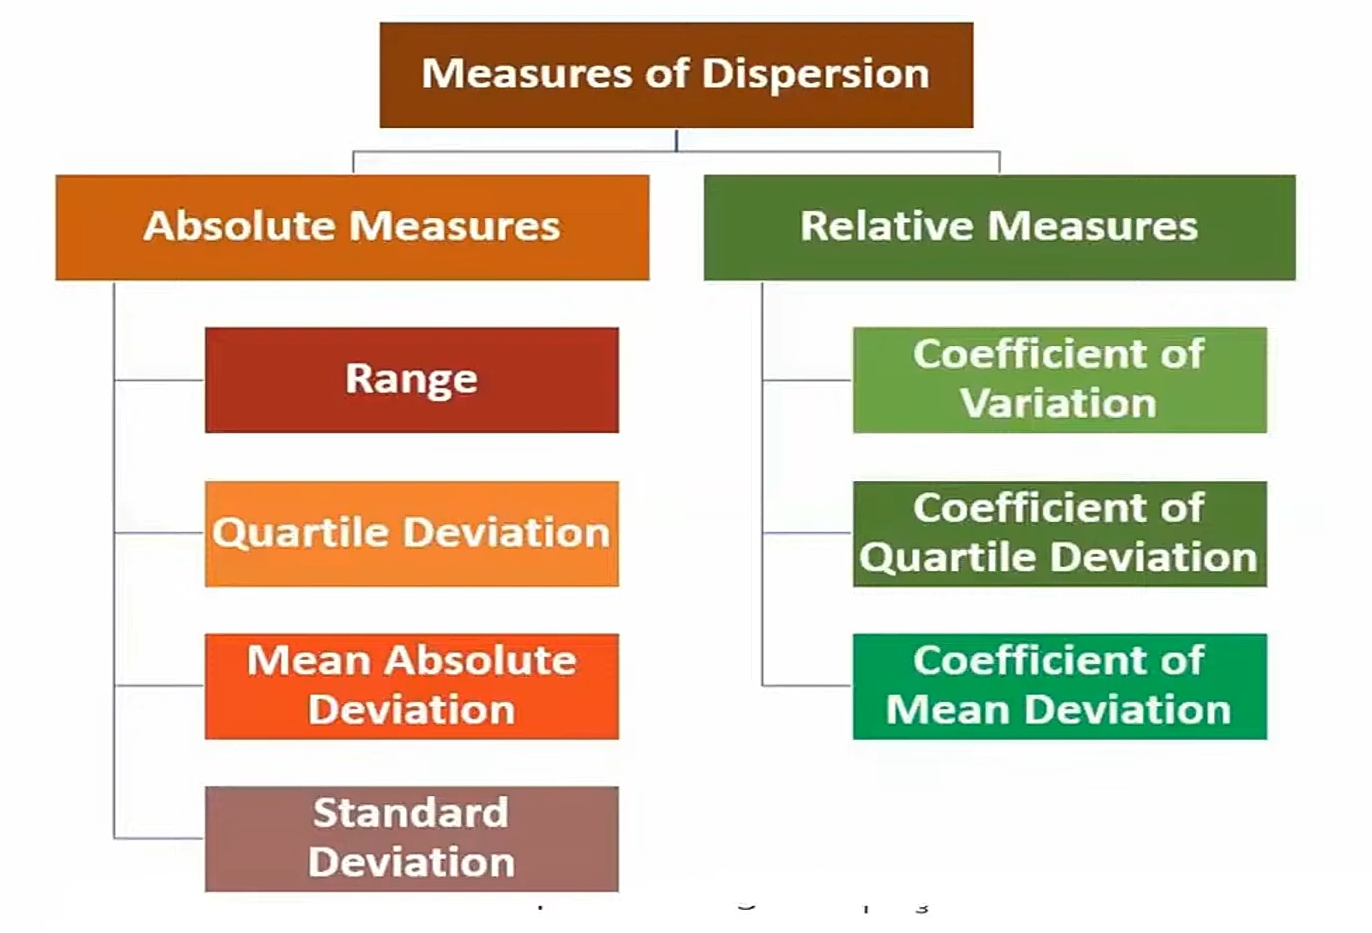 Measures of Dispersion
Absolute Measures
Range
Quartile Deviation
Mean Absolute
Deviation
Standard
Deviation
Relative Measures
Coefficient of
Variation
Coefficient of
Quartile Deviation
Coefficient of
Mean Deviation